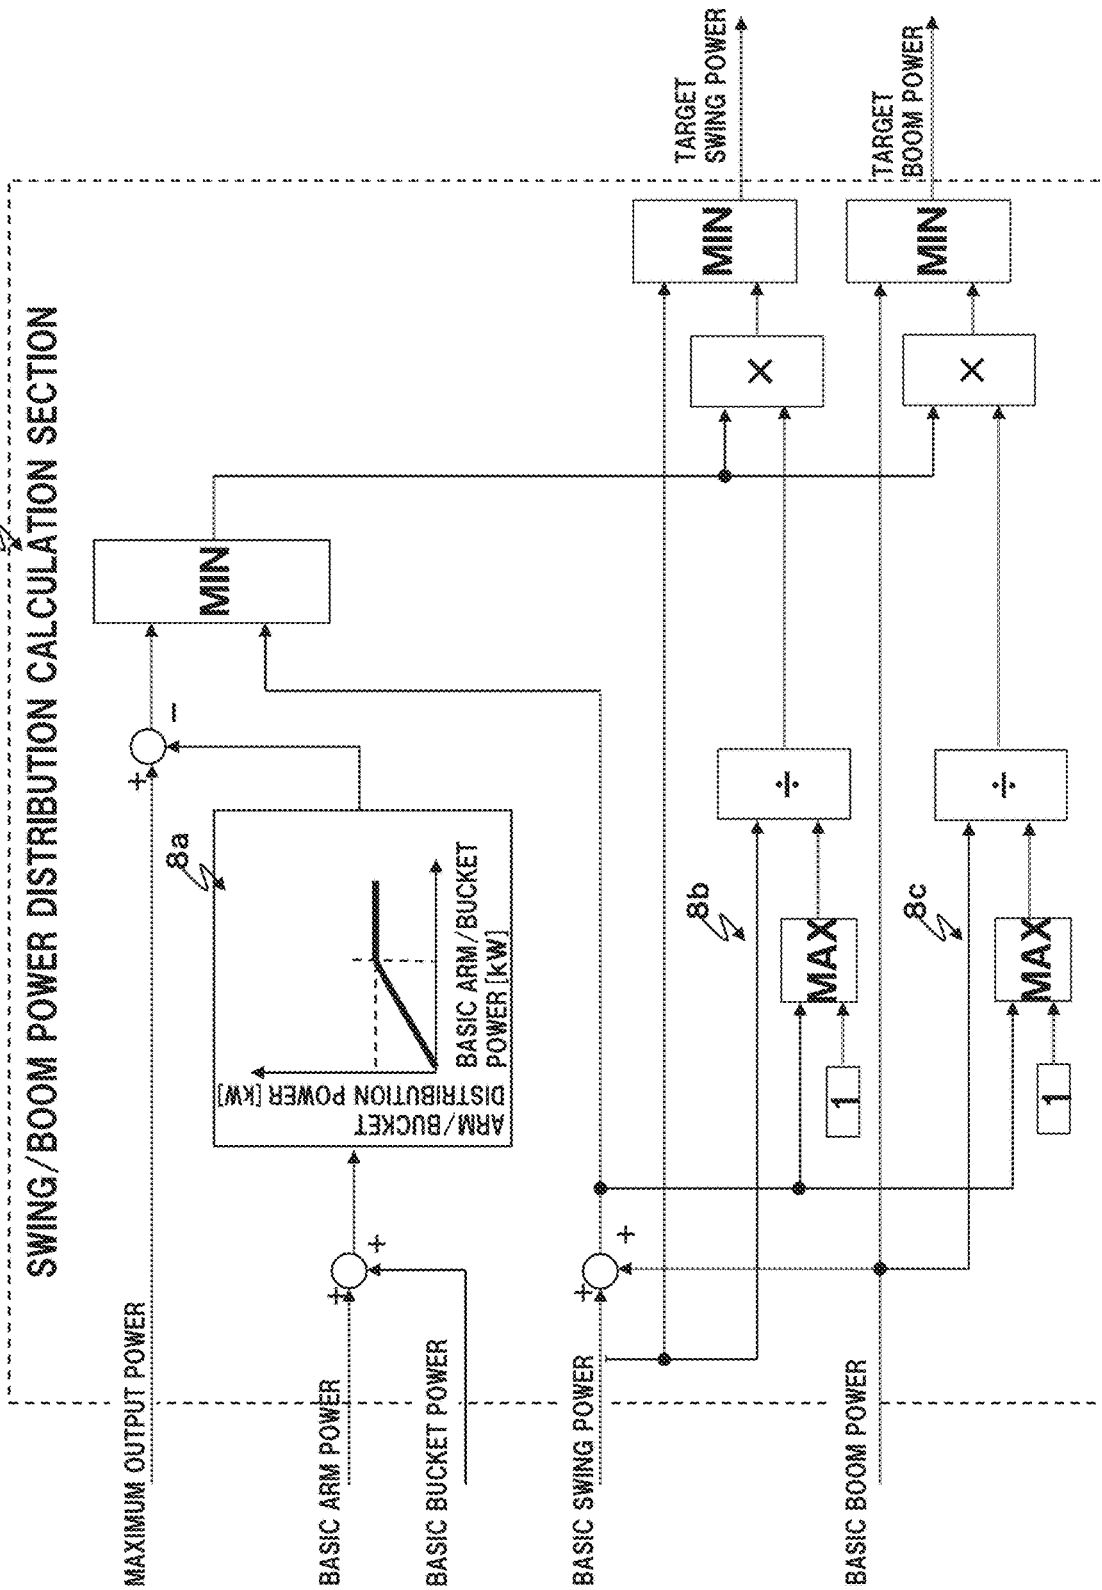 SWING/BOOM POWER DISTRIBUTION CALCULATION SECTION
MAXIMUM OUTPUT POWER
+
−
MIN
BASIC ARM POWER
BASIC BUCKET POWER
+
+
8a
ARM/BUCKET
DISTRIBUTION POWER [kW]
BASIC ARM/BUCKET
POWER [kW]
BASIC SWING POWER
+
+
8b
1
MAX
÷
×
MIN
TARGET
SWING POWER
BASIC BOOM POWER
8c
1
MAX
÷
×
MIN
TARGET
BOOM POWER